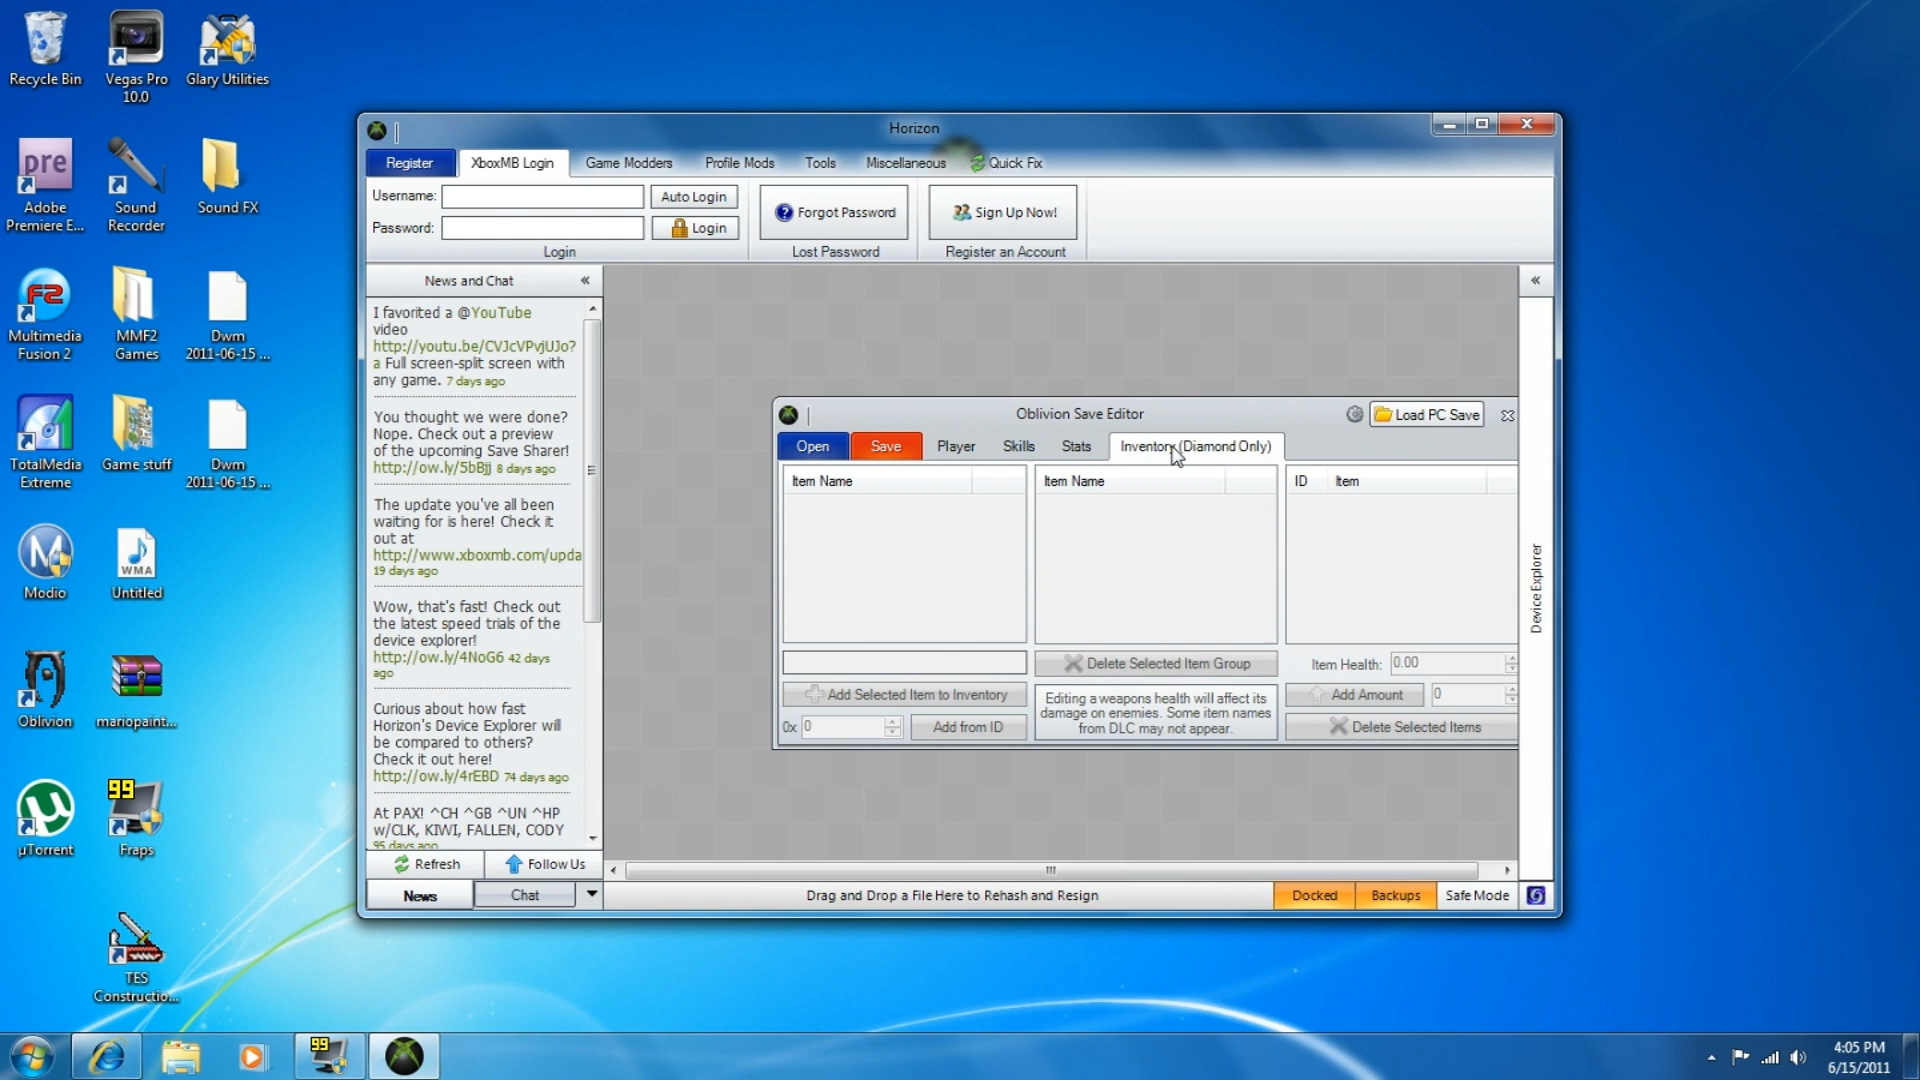 Recycle Bin
Vegas Pro
10.0
Glary Utilities
pre
Adobe
Premiere E...
Sound
Recorder
Sound FX
F2
Multimedia
Fusion 2
MMF2
Games
Dwm
2011-06-15 ...
TotalMedia
Extreme
Game stuff
Dwm
2011-06-15 ...
Modio
WMA
Untitled
Oblivion
mariopaint...
µTorrent
99
Fraps
TES
Constructio...
Horizon
Register
XboxMB Login
Game Modders
Profile Mods
Tools
Miscellaneous
Quick Fix
Username:
Auto Login
Password:
Login
Login
Forgot Password
Lost Password
Sign Up Now!
Register an Account
News and Chat
«
«
I favorited a @YouTube
video
http://youtu.be/CVJcVPvjUJo?
a Full screen-split screen with
any game. 7 days ago
You thought we were done?
Nope. Check out a preview
of the upcoming Save Sharer!
http://ow.ly/5bBjj 8 days ago
The update you've all been
waiting for is here! Check it
out at
http://www.xboxmb.com/upda
19 days ago
Wow, that's fast! Check out
the latest speed trials of the
device explorer!
http://ow.ly/4NoG6 42 days
ago
Curious about how fast
Horizon's Device Explorer will
be compared to others?
Check it out here!
http://ow.ly/4rEBD 74 days ago
At PAX! ^CH ^GB ^UN ^HP
w/CLK, KIWI, FALLEN, CODY
95 days ago
Refresh
Follow Us
News
Chat
Oblivion Save Editor
Load PC Save
Open
Save
Player
Skills
Stats
Inventory (Diamond Only)
Item Name
Item Name
ID
Item
Delete Selected Item Group
Item Health:
0.00
Add Selected Item to Inventory
Editing a weapons health will affect its
damage on enemies. Some item names
from DLC may not appear.
Add Amount
0
0x
0
Add from ID
Delete Selected Items
Device Explorer
Drag and Drop a File Here to Rehash and Resign
Docked
Backups
Safe Mode
99
4:05 PM
6/15/2011